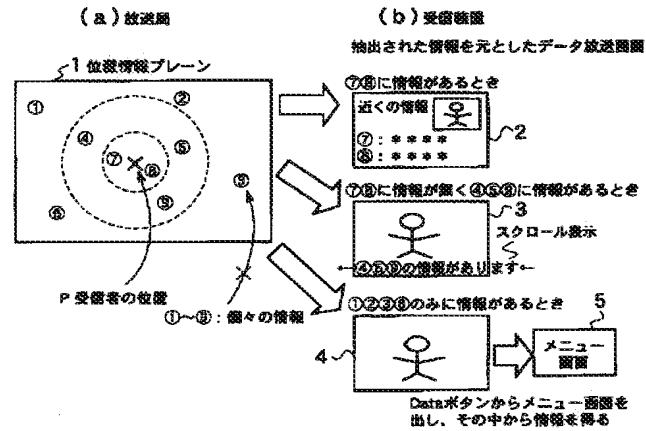 (a)放送局
1 位置情報プレーン
①
②
④
⑤
⑦
⑧
⑨
⑥
③
P 受信者の位置
①〜⑨:個々の情報
(b)受信装置
抽出された情報を元としたデータ放送画面
⑦⑧に情報があるとき
近くの情報
⑦:****
⑧:****
2
⑦⑧に情報が無く④⑤⑨に情報があるとき
3
スクロール表示
←④⑤⑨の情報があります←
①②③⑥のみに情報があるとき
4
5
メニュー
画面
Dataボタンからメニュー画面を
出し、その中から情報を得る